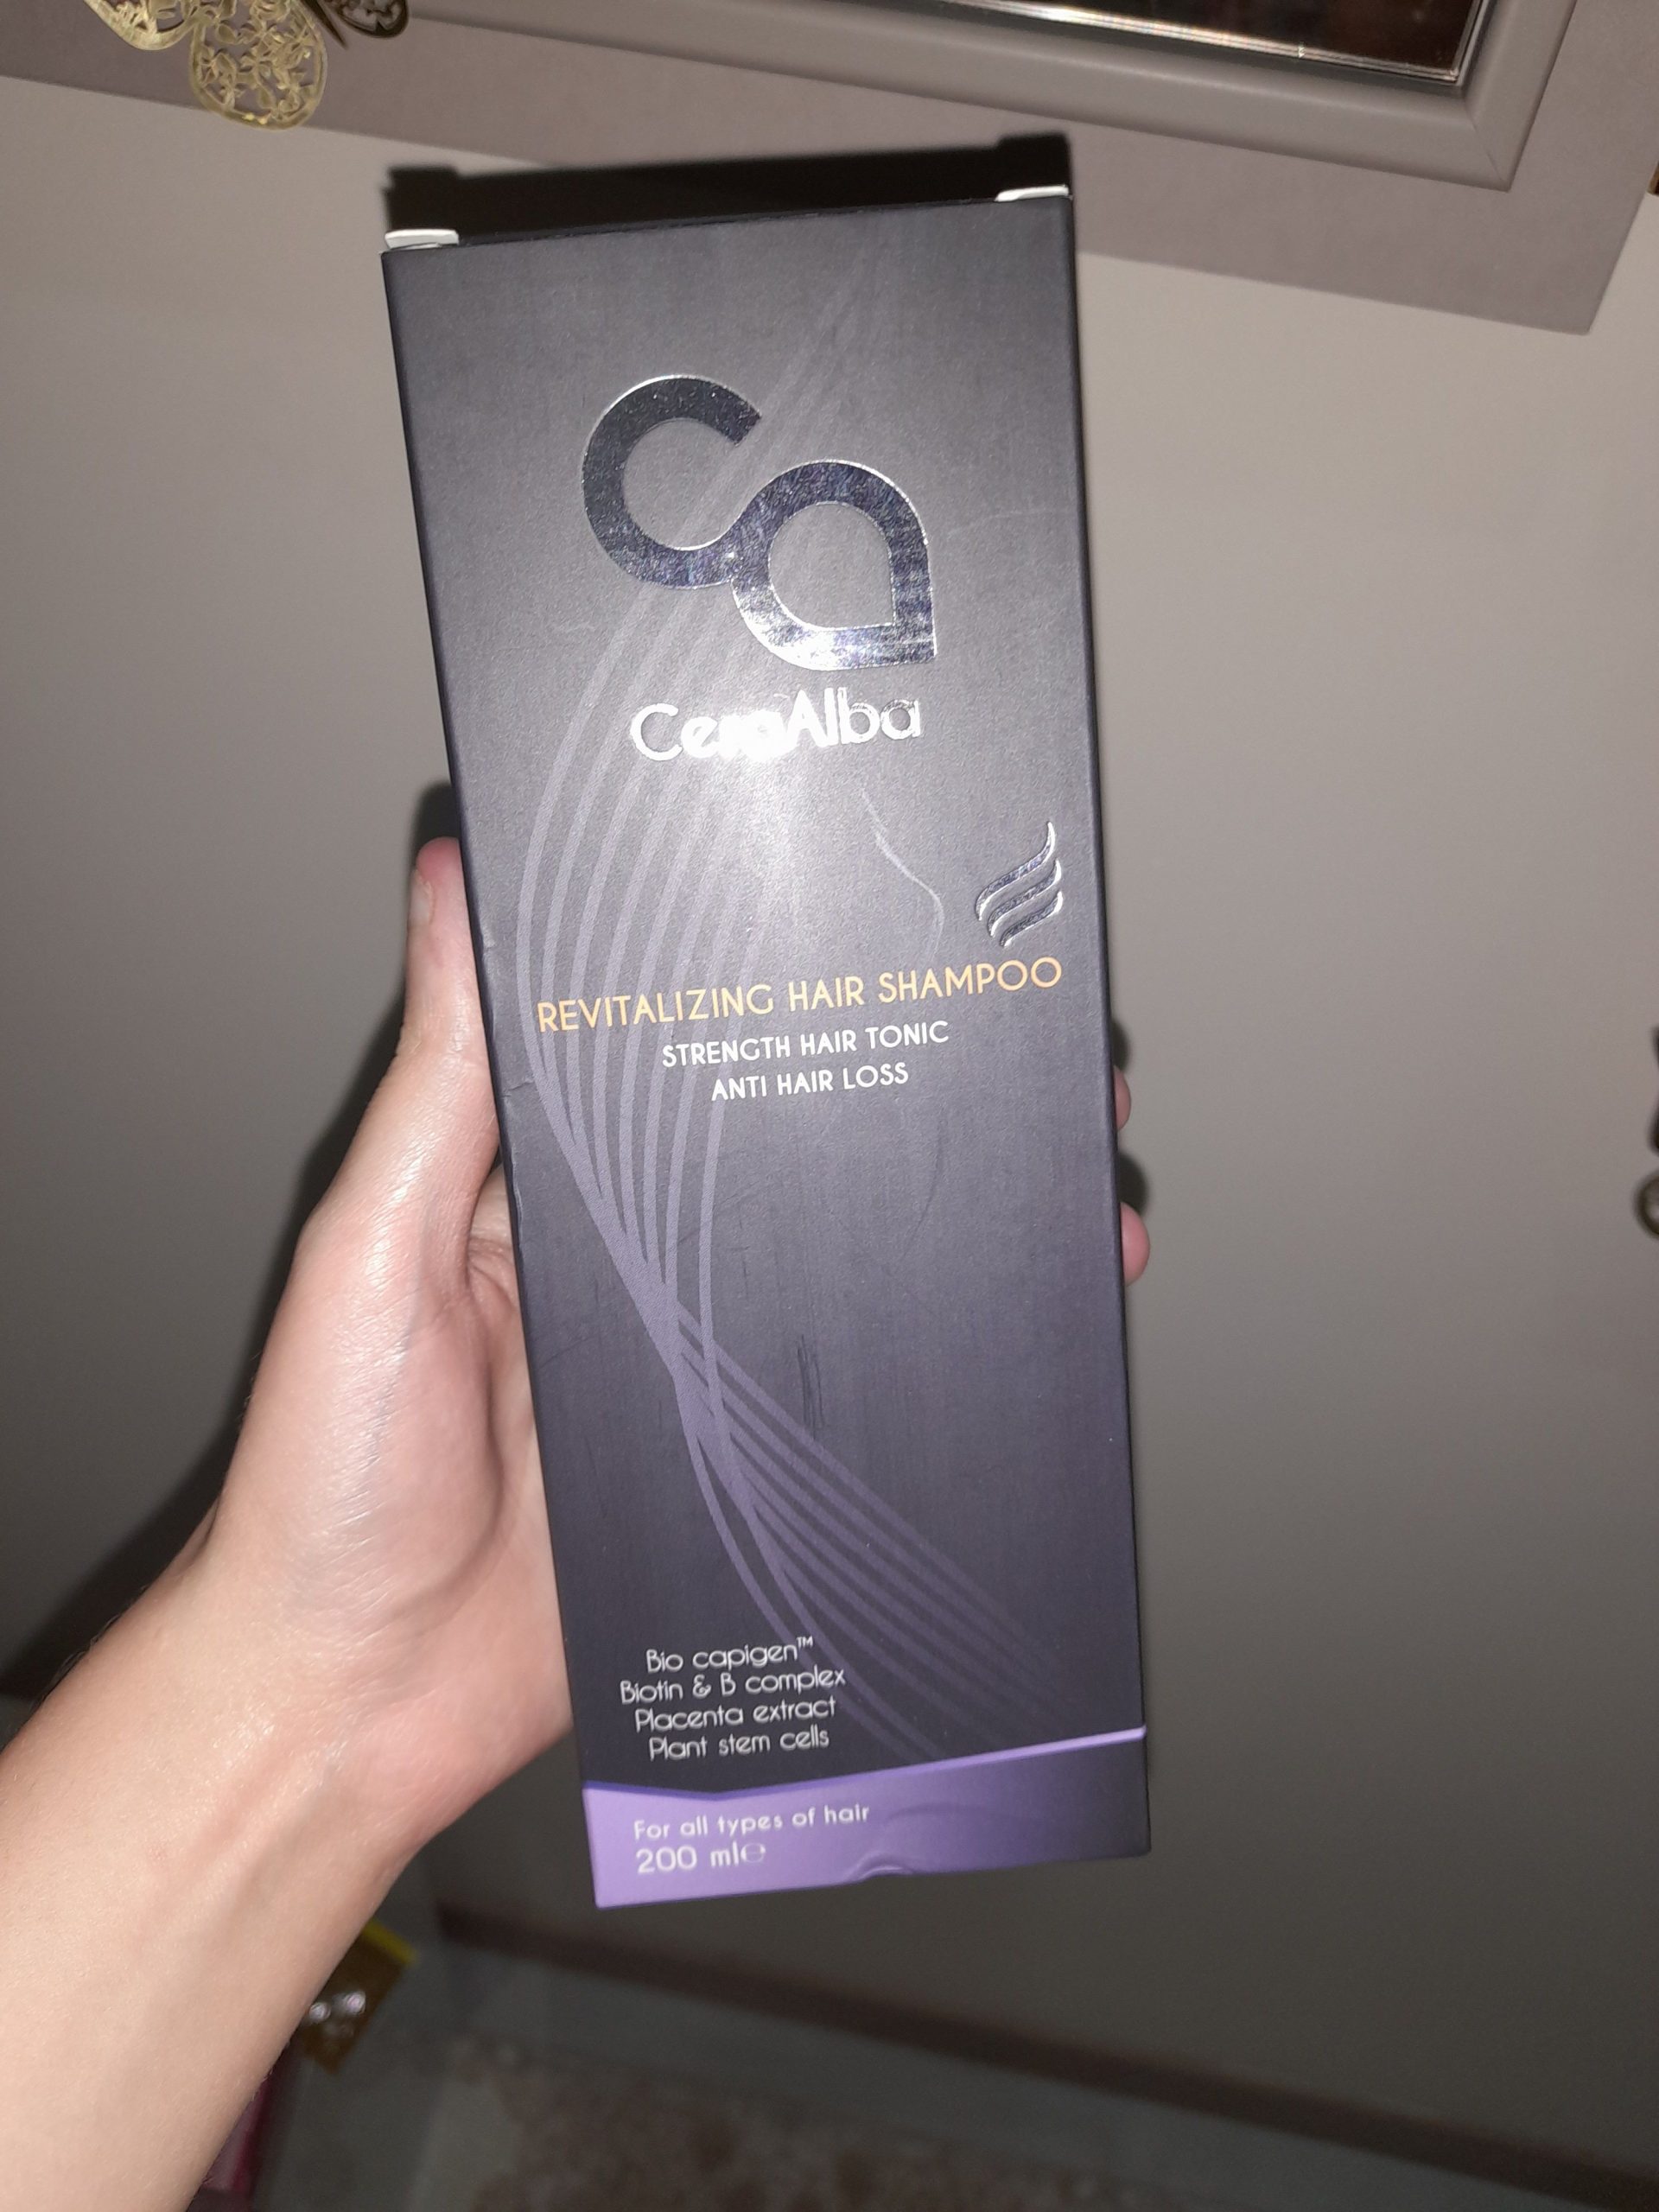 CeraAlba
REVITALIZING HAIR SHAMPOO
STRENGTH HAIR TONIC
ANTI HAIR LOSS
Bio capigen™
Biotin & B complex
Placenta extract
Plant stem cells
For all types of hair
200 ml℮